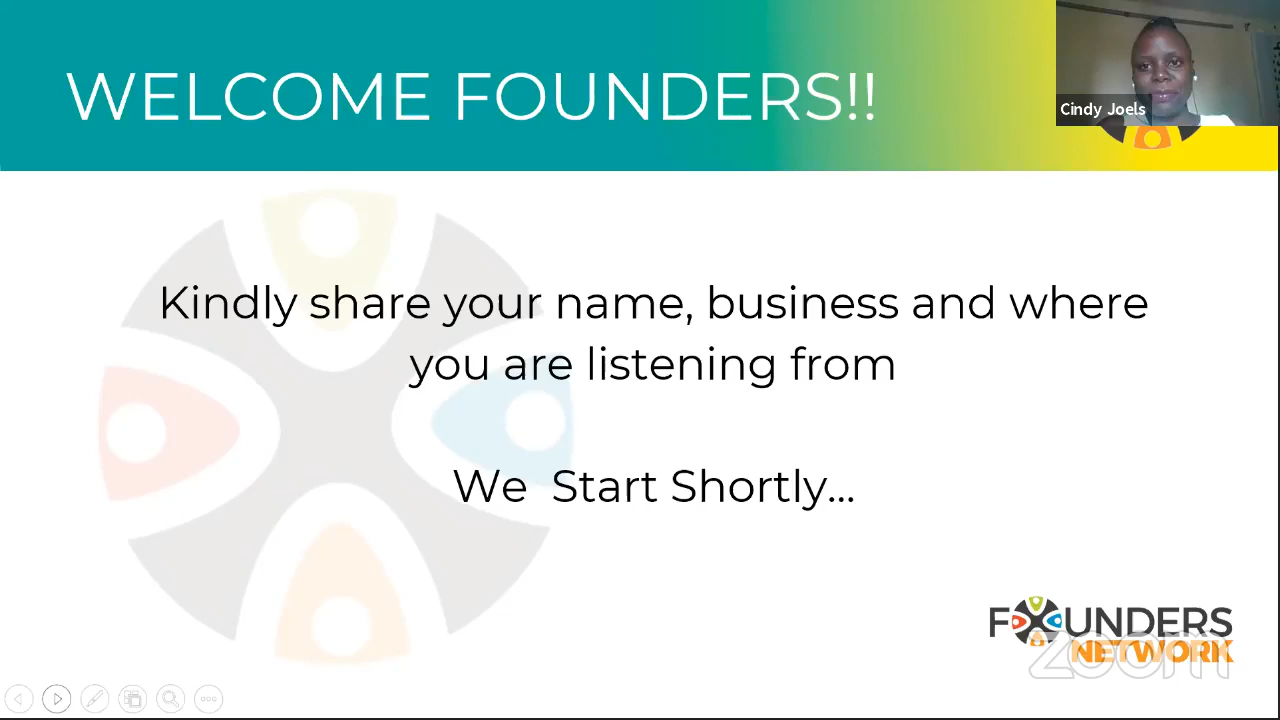 WELCOME FOUNDERS!!
Cindy Joels
Kindly share your name, business and where
you are listening from
We  Start Shortly...
FOUNDERS
NETWORK
zoom